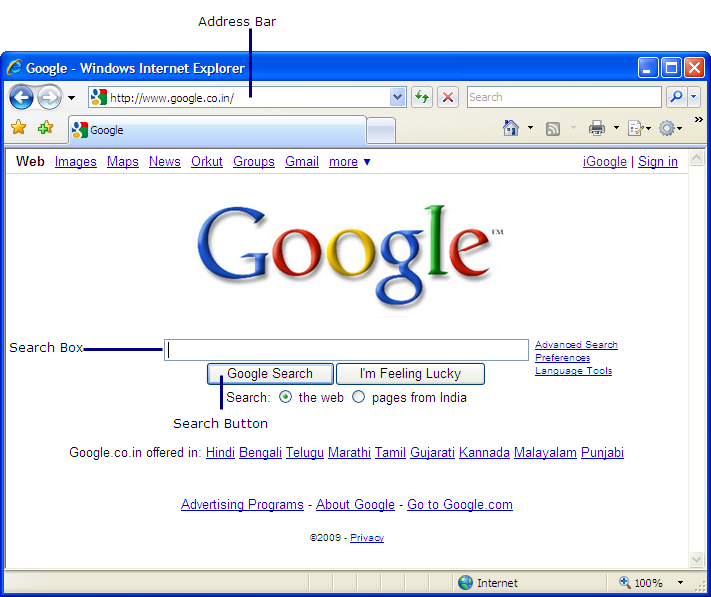 Address Bar
Google - Windows Internet Explorer
http://www.google.co.in/
Search
Google
Web Images Maps News Orkut Groups Gmail more ▼
iGoogle | Sign in
Google™
Search Box
Advanced Search
Preferences
Language Tools
Google Search I'm Feeling Lucky
Search: the web pages from India
Search Button
Google.co.in offered in: Hindi Bengali Telugu Marathi Tamil Gujarati Kannada Malayalam Punjabi
Advertising Programs - About Google - Go to Google.com
©2009 - Privacy
Internet 100%